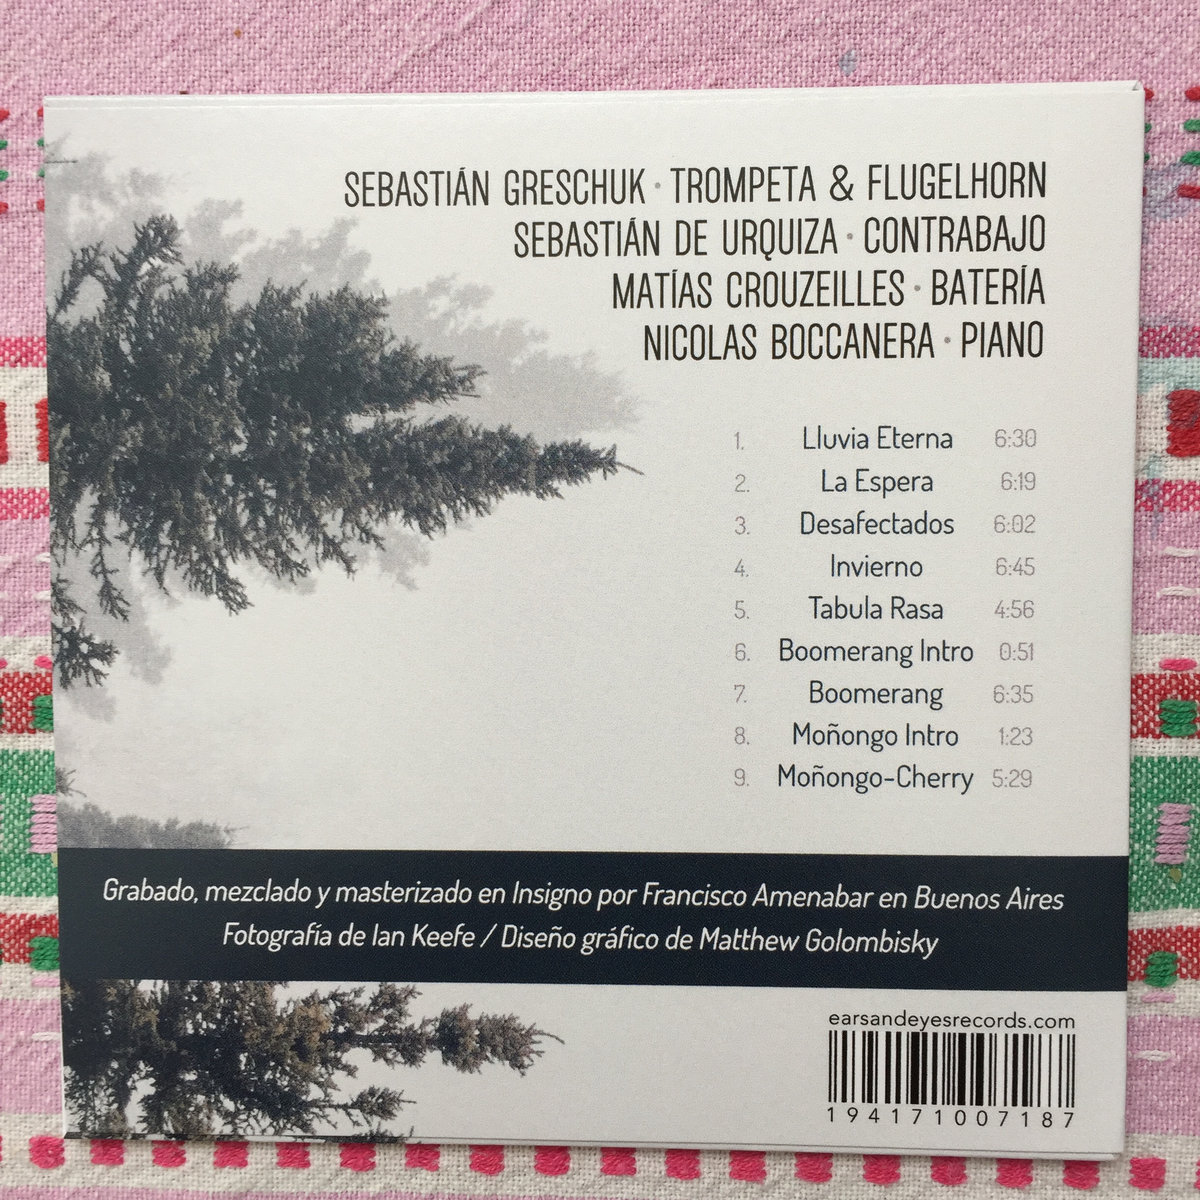 SEBASTIÁN GRESCHUK · TROMPETA & FLUGELHORN
SEBASTIÁN DE URQUIZA · CONTRABAJO
MATÍAS CROUZEILLES · BATERÍA
NICOLAS BOCCANERA · PIANO
1. Lluvia Eterna 6:30
2. La Espera 6:19
3. Desafectados 6:02
4. Invierno 6:45
5. Tabula Rasa 4:56
6. Boomerang Intro 0:51
7. Boomerang 6:35
8. Moñongo Intro 1:23
9. Moñongo-Cherry 5:29
Grabado, mezclado y masterizado en Insigno por Francisco Amenabar en Buenos Aires
Fotografía de Ian Keefe / Diseño gráfico de Matthew Golombisky
earsandeyesrecords.com
194171007187